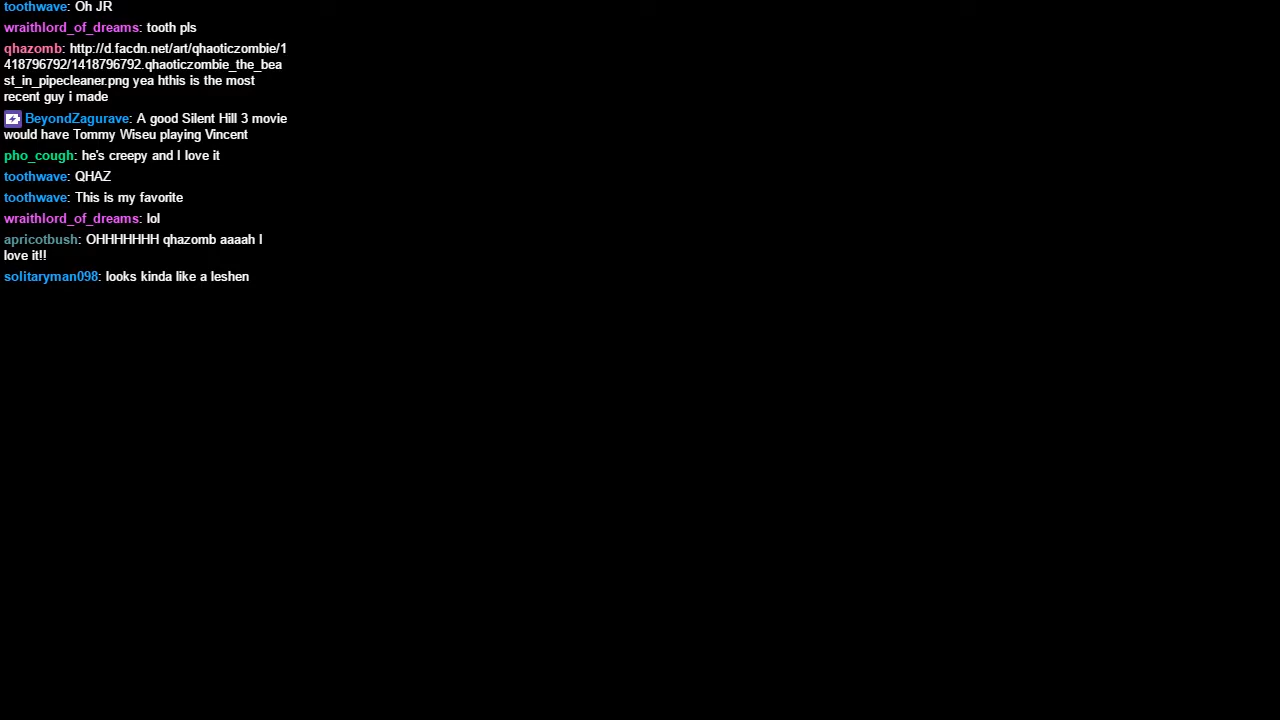 toothwave: Oh JR
wraithlord_of_dreams: tooth pls
qhazomb: http://d.facdn.net/art/qhaoticzombie/1
418796792/1418796792.qhaoticzombie_the_bea
st_in_pipecleaner.png yea hthis is the most
recent guy i made
BeyondZagurave: A good Silent Hill 3 movie
would have Tommy Wiseu playing Vincent
pho_cough: he's creepy and I love it
toothwave: QHAZ
toothwave: This is my favorite
wraithlord_of_dreams: lol
apricotbush: OHHHHHHH qhazomb aaaah I
love it!!
solitaryman098: looks kinda like a leshen